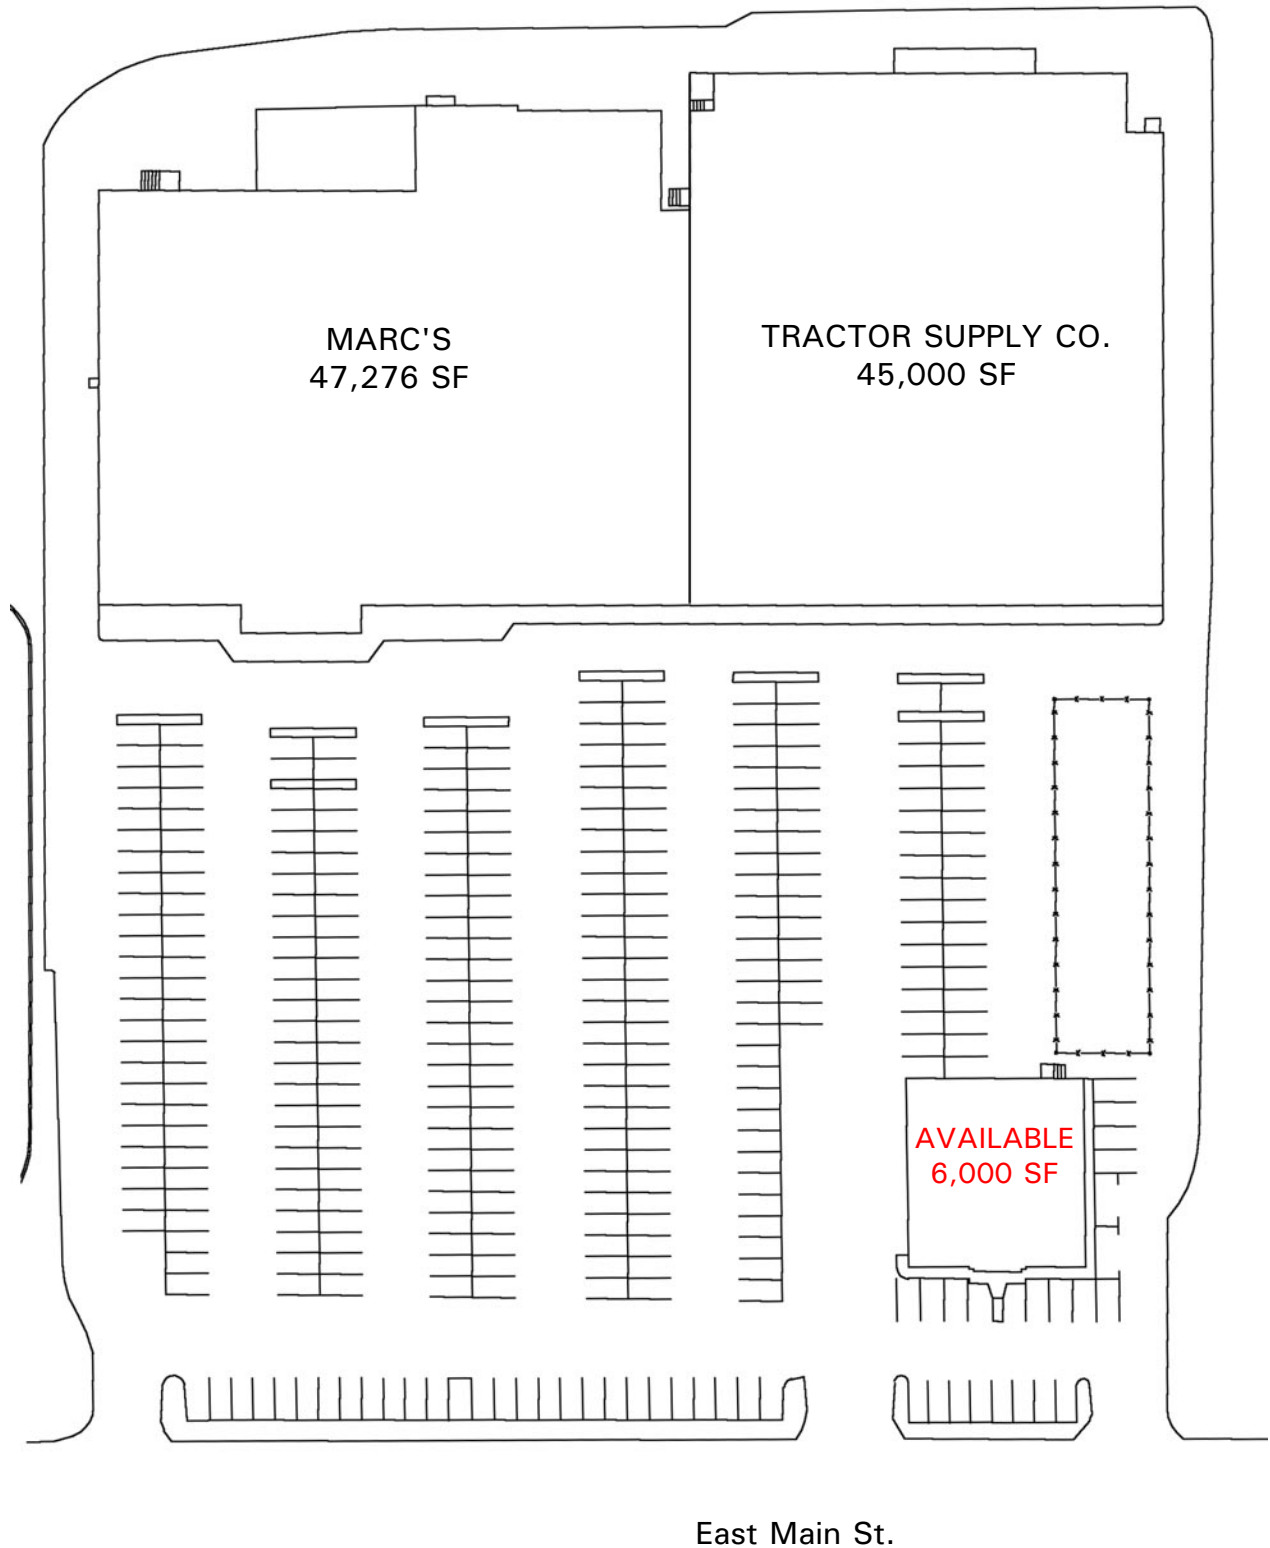 MARC'S
47,276 SF
TRACTOR SUPPLY CO.
45,000 SF
AVAILABLE
6,000 SF
East Main St.